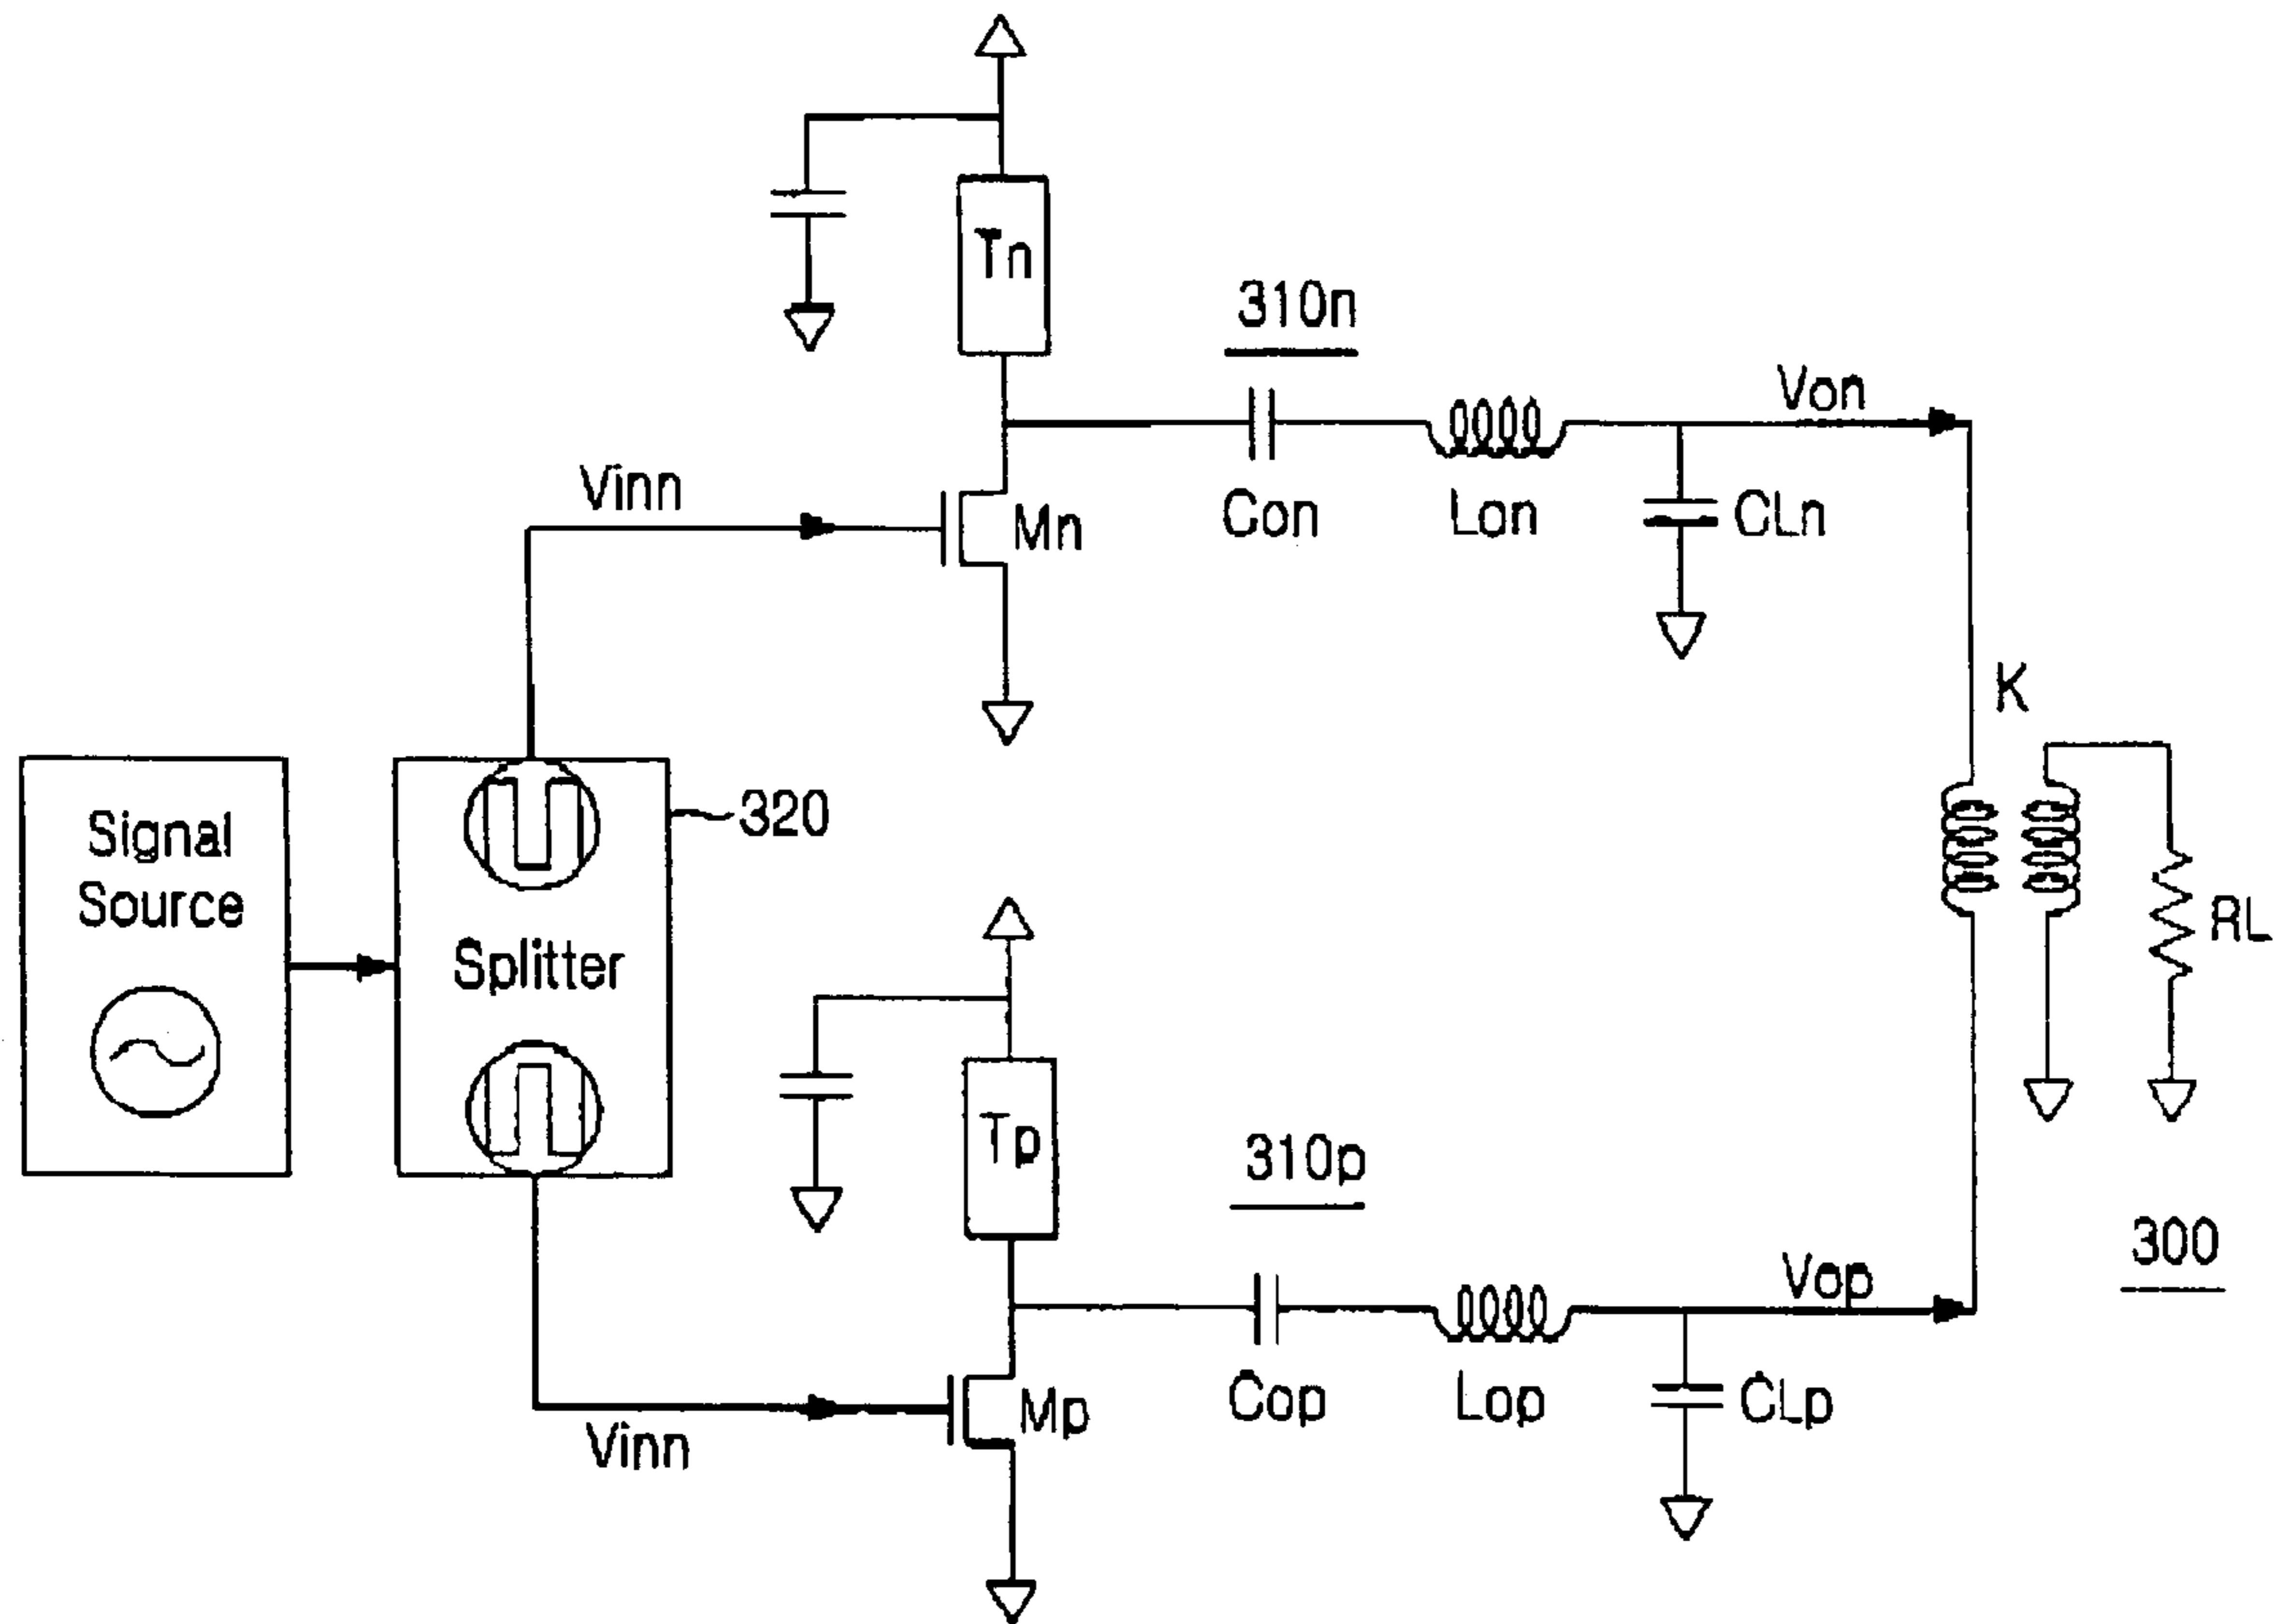 Tn
310n
Von
Vinn
Mn
Con
Lon
CLn
K
Signal
Source
320
Splitter
RL
Tp
310p
300
Vop
Vinn
Mp
Cop
Lop
CLp